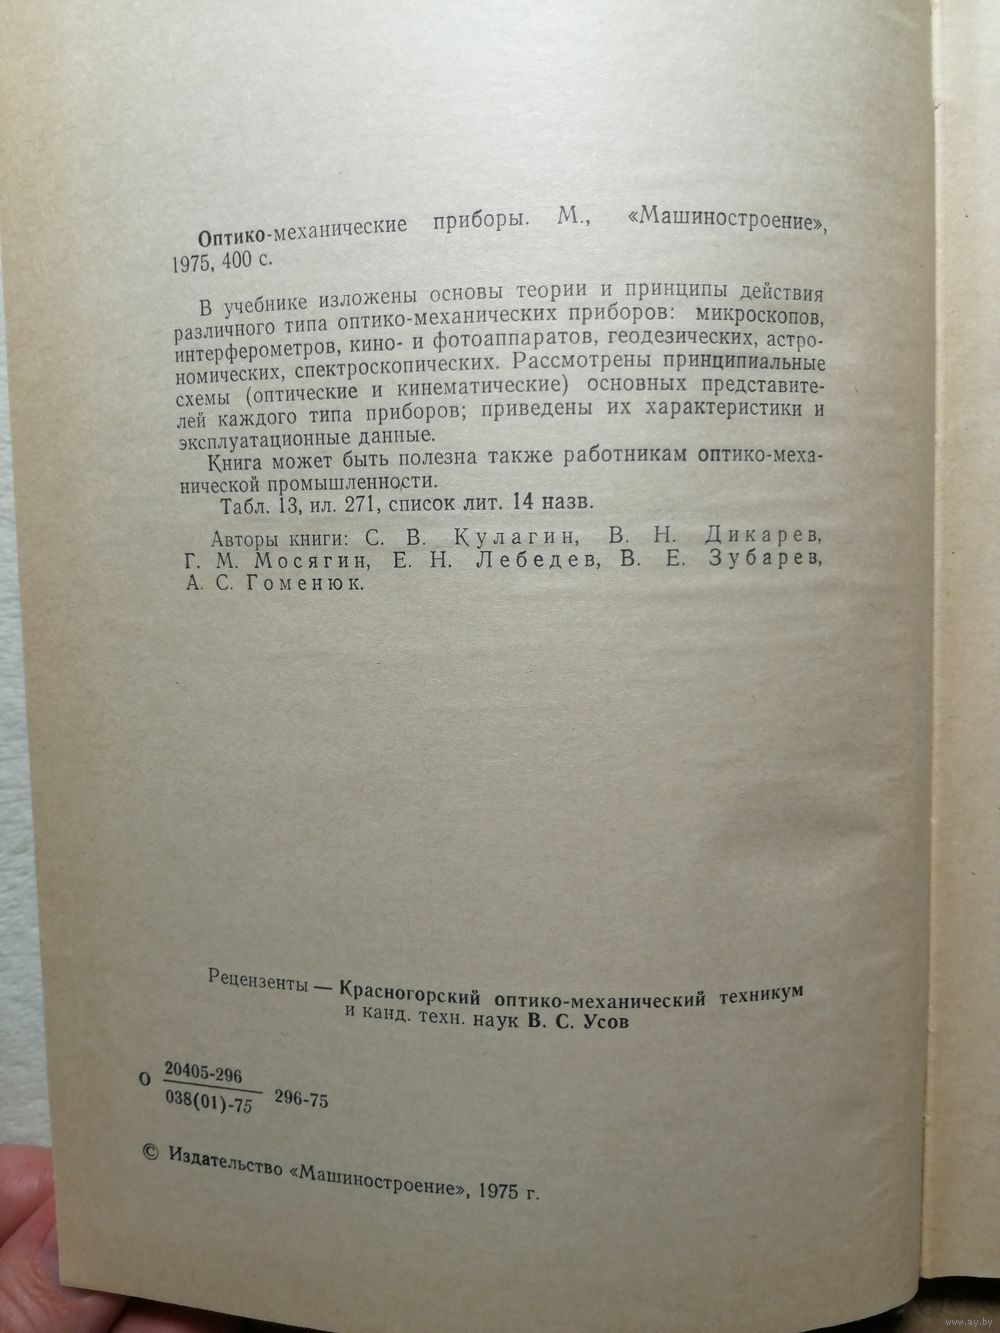 Оптико-механические приборы. М., «Машиностроение»,
1975, 400 с.
В учебнике изложены основы теории и принципы действия
различного типа оптико-механических приборов: микроскопов,
интерферометров, кино- и фотоаппаратов, геодезических, астро-
номических, спектроскопических. Рассмотрены принципиальные
схемы (оптические и кинематические) основных представите-
лей каждого типа приборов; приведены их характеристики и
эксплуатационные данные.
Книга может быть полезна также работникам оптико-меха-
нической промышленности.
Табл. 13, ил. 271, список лит. 14 назв.
Авторы книги: С. В. Кулагин, В. Н. Дикарев,
Г. М. Мосягин, Е. Н. Лебедев, В. Е. Зубарев,
А. С. Гоменюк.
Рецензенты — Красногорский оптико-механический техникум
и канд. техн. наук В. С. Усов
О 20405-296
038(01)-75 296-75
© Издательство «Машиностроение», 1975 г.
www.ay.by